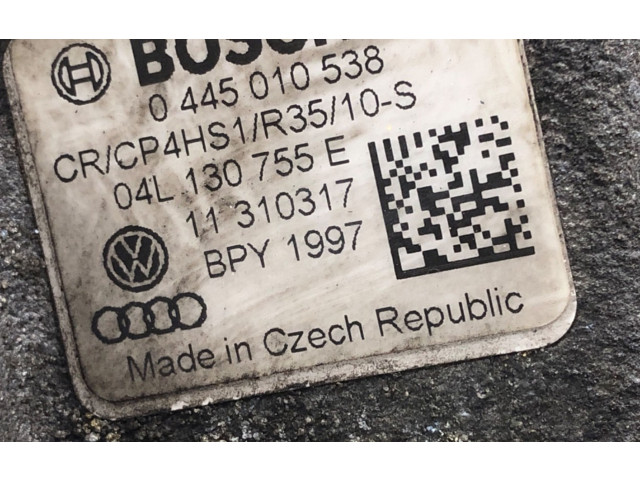 BOSCH
0 445 010 538
CR/CP4HS1/R35/10-S
04L 130 755 E
11 310317
BPY 1997
Made in Czech Republic